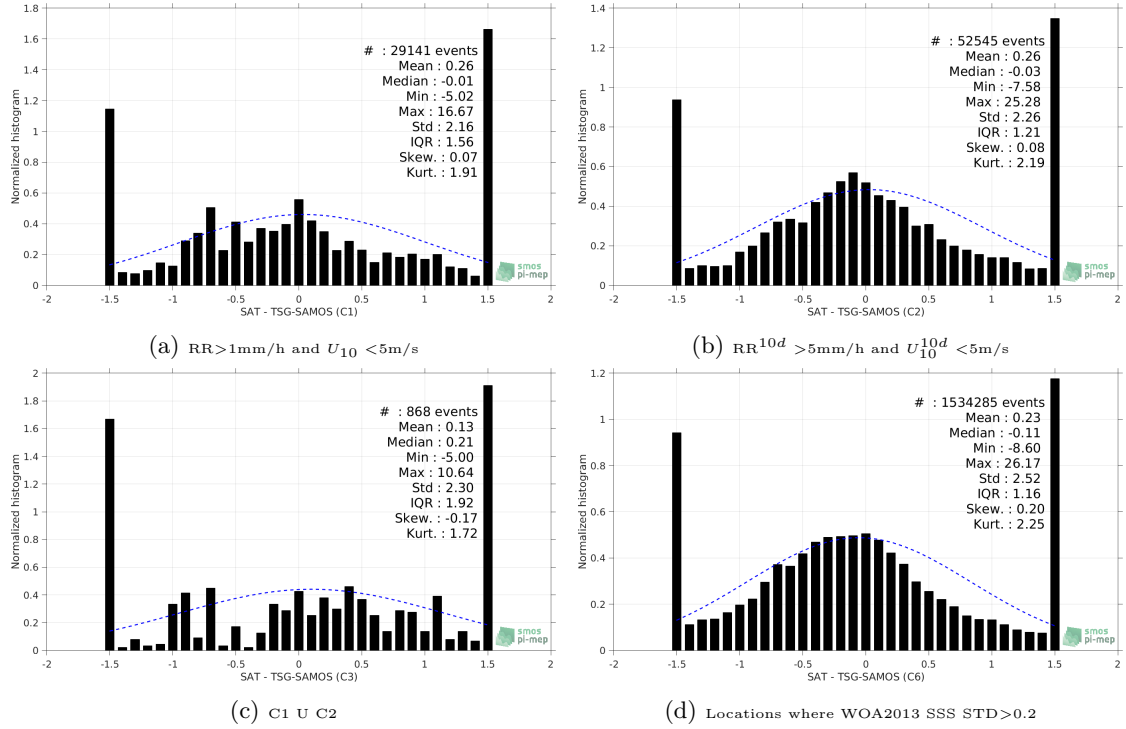 1.8
1.6
1.4
1.2
1
0.8
0.6
0.4
0.2
0
Normalized histogram
# : 29141 events
Mean : 0.26
Median : -0.01
Min : -5.02
Max : 16.67
Std : 2.16
IQR : 1.56
Skew. : 0.07
Kurt. : 1.91
smos
pi-mep
-2 -1.5 -1 -0.5 0 0.5 1 1.5 2
SAT - TSG-SAMOS (C1)
(a) RR>1mm/h and U10 <5m/s
1.4
1.2
1
0.8
0.6
0.4
0.2
0
Normalized histogram
# : 52545 events
Mean : 0.26
Median : -0.03
Min : -7.58
Max : 25.28
Std : 2.26
IQR : 1.21
Skew. : 0.08
Kurt. : 2.19
smos
pi-mep
-2 -1.5 -1 -0.5 0 0.5 1 1.5 2
SAT - TSG-SAMOS (C2)
(b) RR^10d >5mm/h and U10^10d <5m/s
2
1.8
1.6
1.4
1.2
1
0.8
0.6
0.4
0.2
0
Normalized histogram
# : 868 events
Mean : 0.13
Median : 0.21
Min : -5.00
Max : 10.64
Std : 2.30
IQR : 1.92
Skew. : -0.17
Kurt. : 1.72
smos
pi-mep
-2 -1.5 -1 -0.5 0 0.5 1 1.5 2
SAT - TSG-SAMOS (C3)
(c) C1 U C2
1.2
1
0.8
0.6
0.4
0.2
0
Normalized histogram
# : 1534285 events
Mean : 0.23
Median : -0.11
Min : -8.60
Max : 26.17
Std : 2.52
IQR : 1.16
Skew. : 0.20
Kurt. : 2.25
smos
pi-mep
-2 -1.5 -1 -0.5 0 0.5 1 1.5 2
SAT - TSG-SAMOS (C6)
(d) Locations where WOA2013 SSS STD>0.2